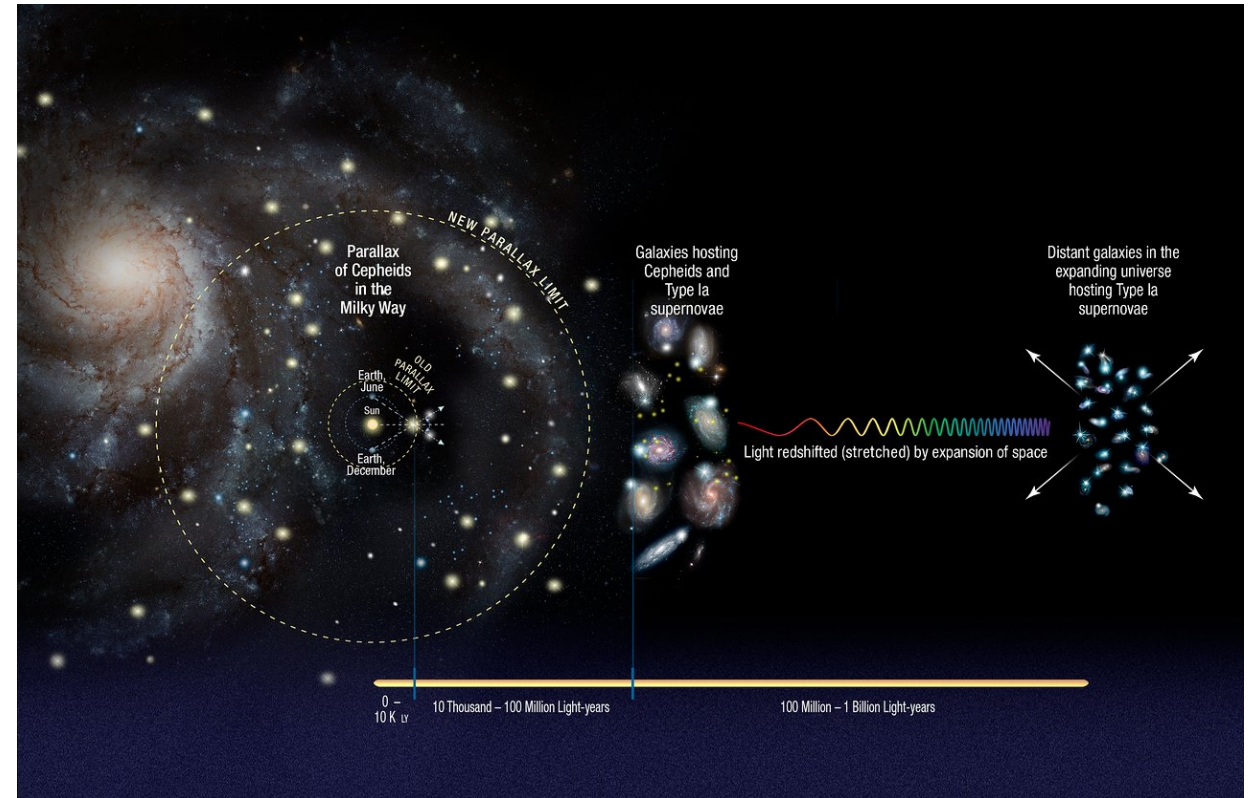 NEW PARALLAX LIMIT
Parallax
of Cepheids
in the
Milky Way
OLD
PARALLAX
LIMIT
Earth,
June
Sun
Earth,
December
Galaxies hosting
Cepheids and
Type Ia
supernovae
Light redshifted (stretched) by expansion of space
Distant galaxies in the
expanding universe
hosting Type Ia
supernovae
0 –
10 K LY
10 Thousand – 100 Million Light-years
100 Million – 1 Billion Light-years